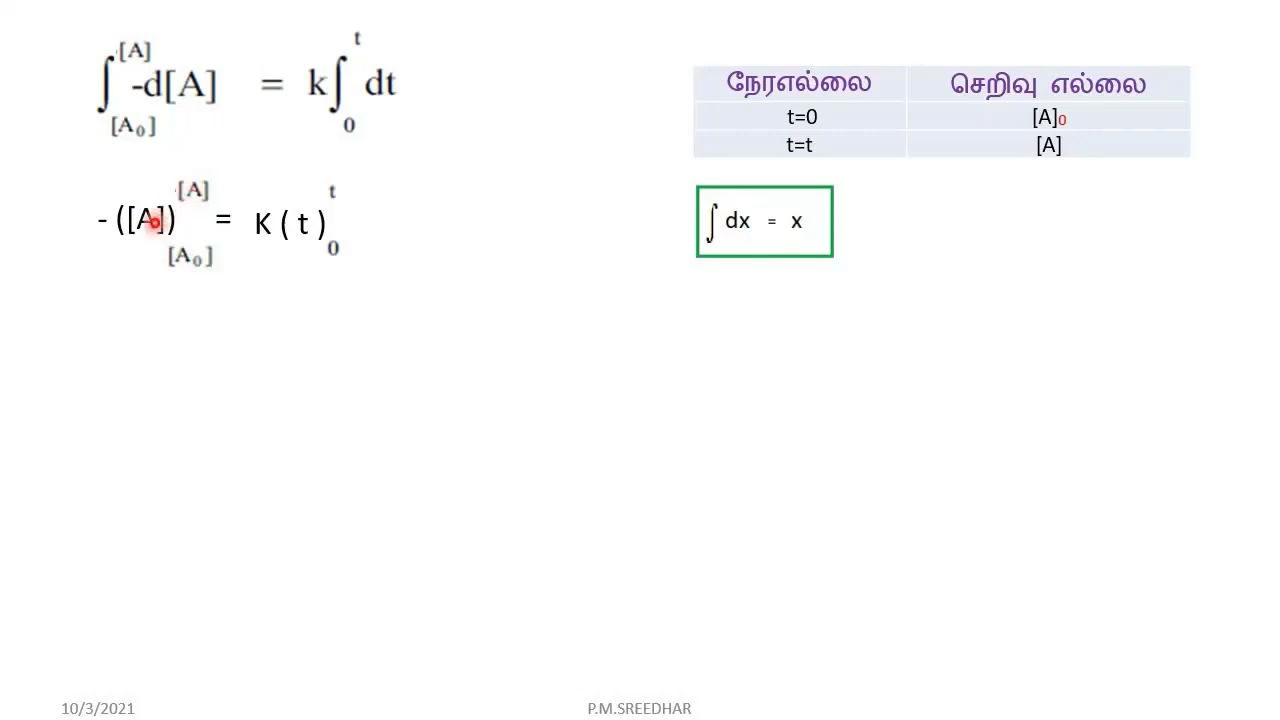 ∫[A₀]^[A] -d[A] = k∫₀^t dt
- ([A])[A₀]^[A] = K ( t )₀^t
நேரஎல்லை செறிவு எல்லை
t=0 [A]₀
t=t [A]
∫ dx = x
10/3/2021 P.M.SREEDHAR